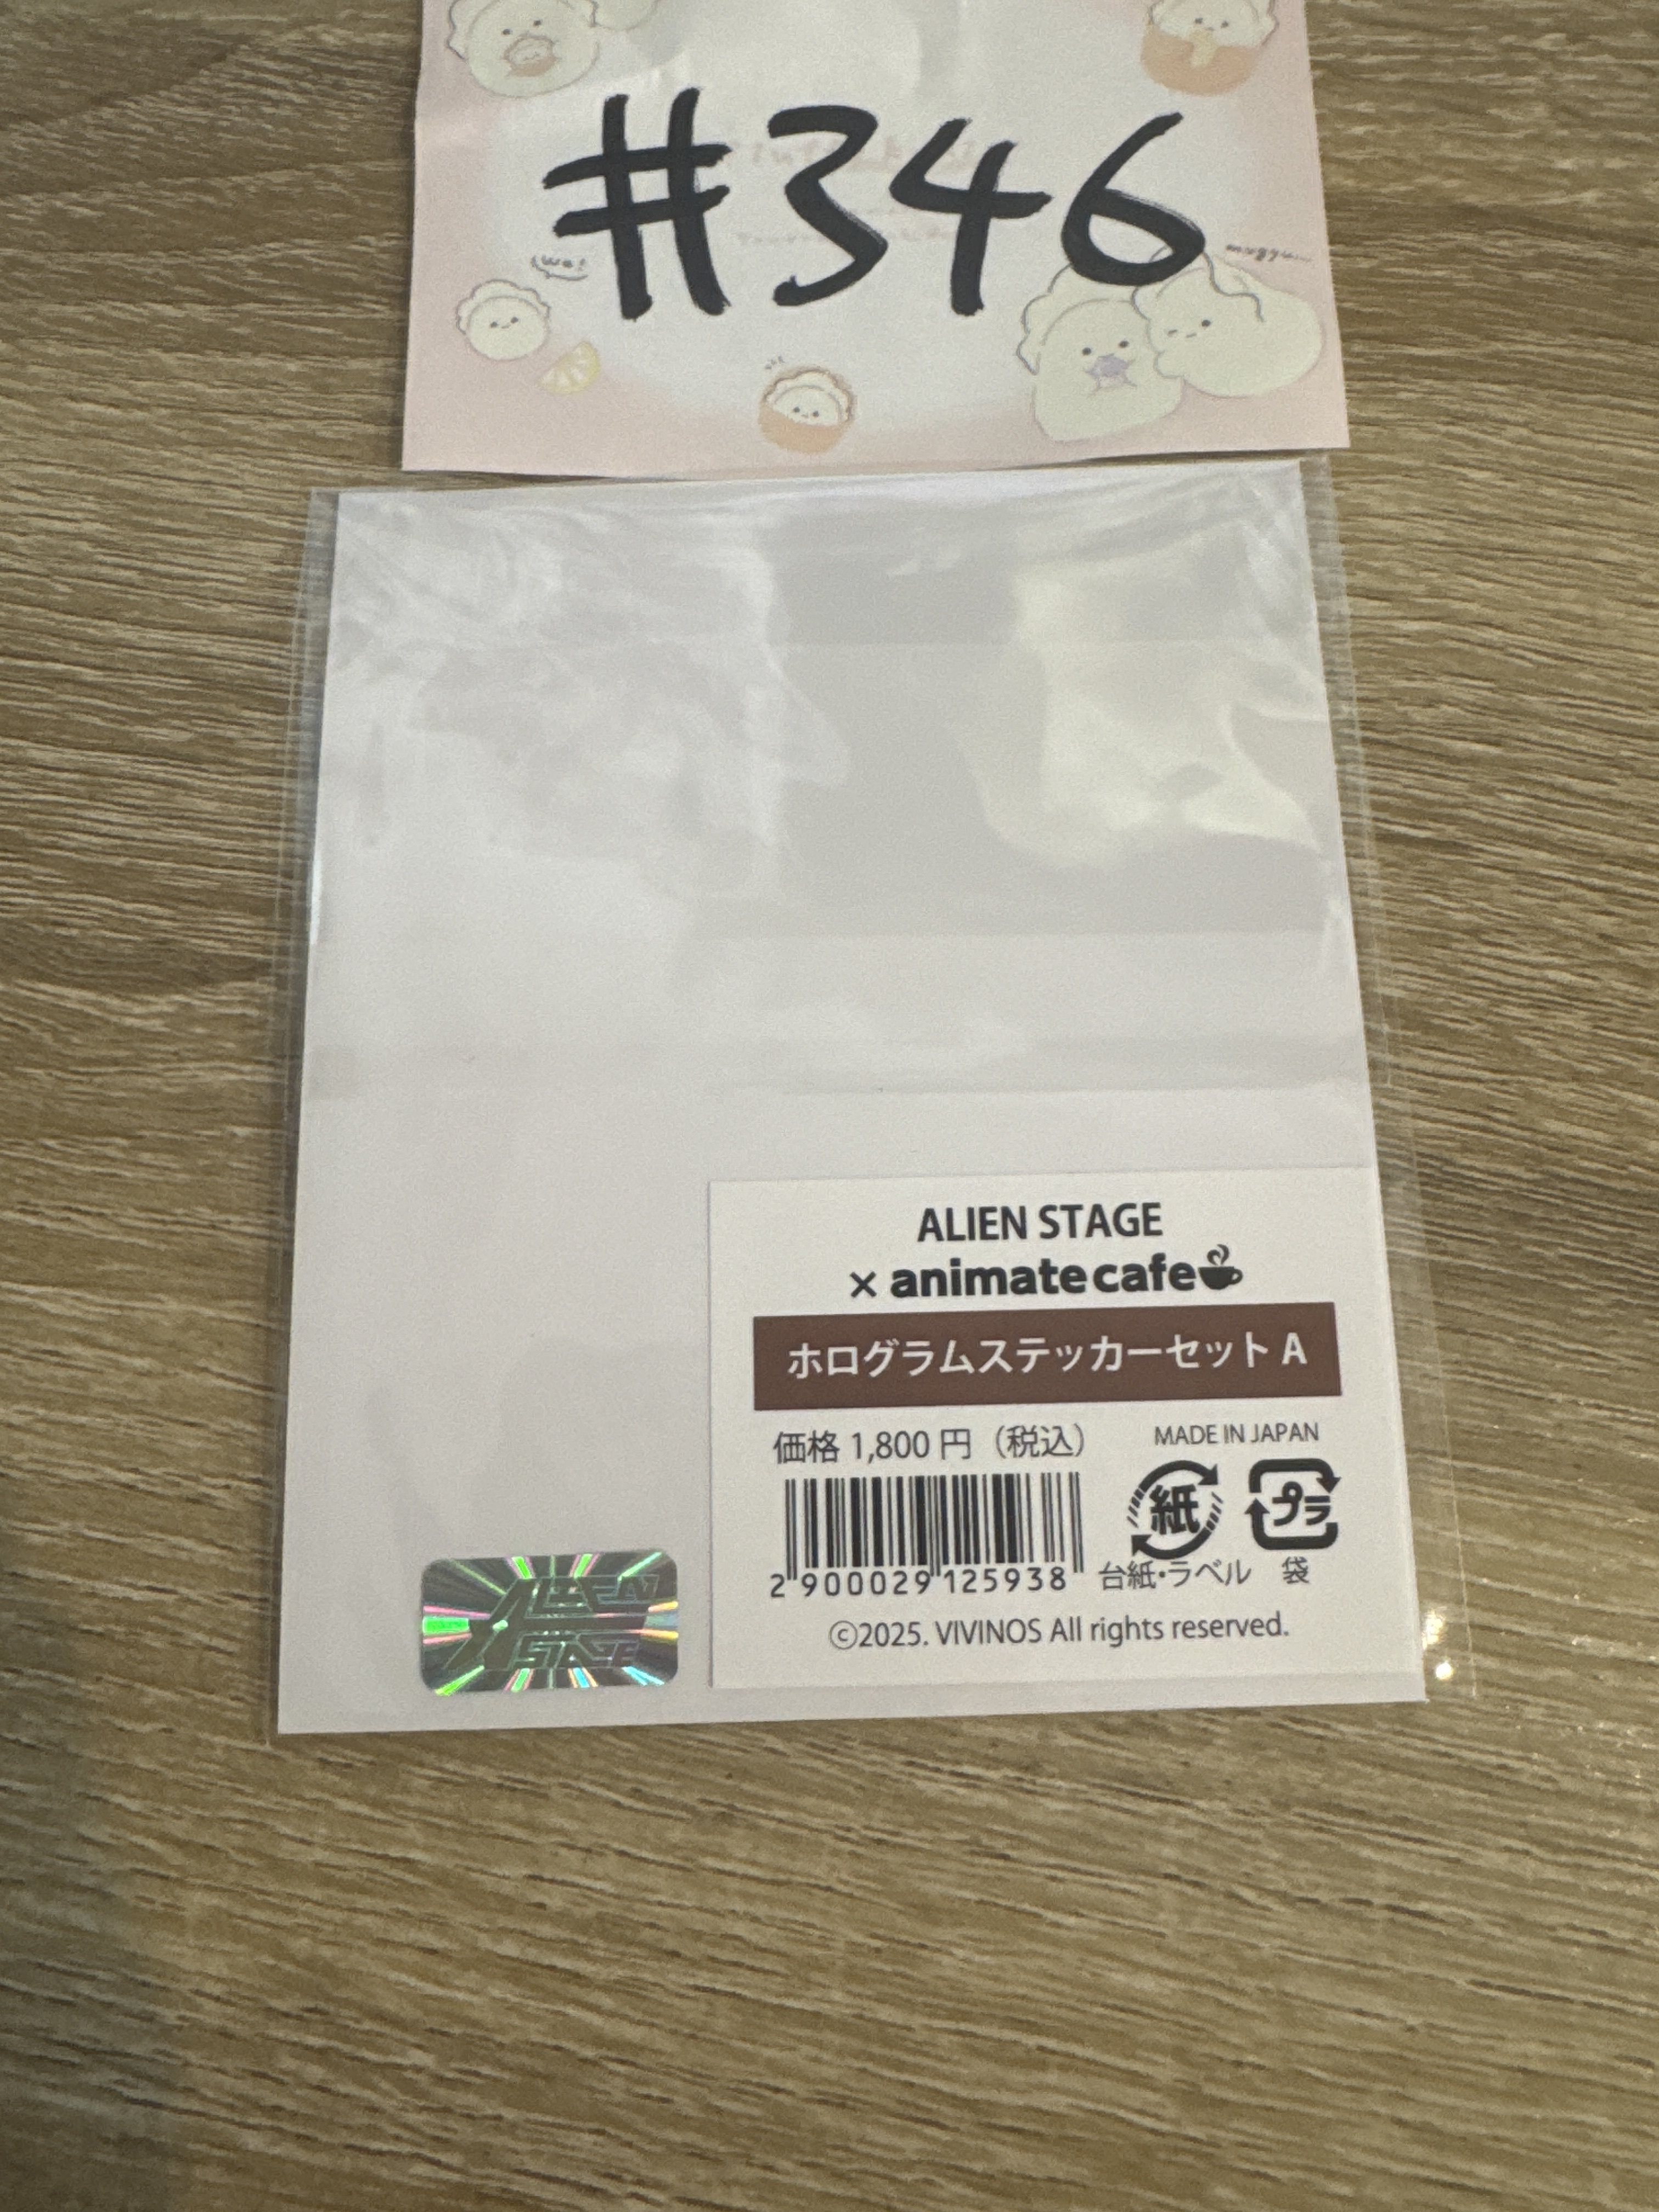 #346
ALIEN STAGE
× animate cafe
ホログラムステッカーセット A
価格 1,800 円（税込）
MADE IN JAPAN
紙
プラ
2 900029 125938
台紙・ラベル
袋
ALIEN
STAGE
©2025. VIVINOS All rights reserved.